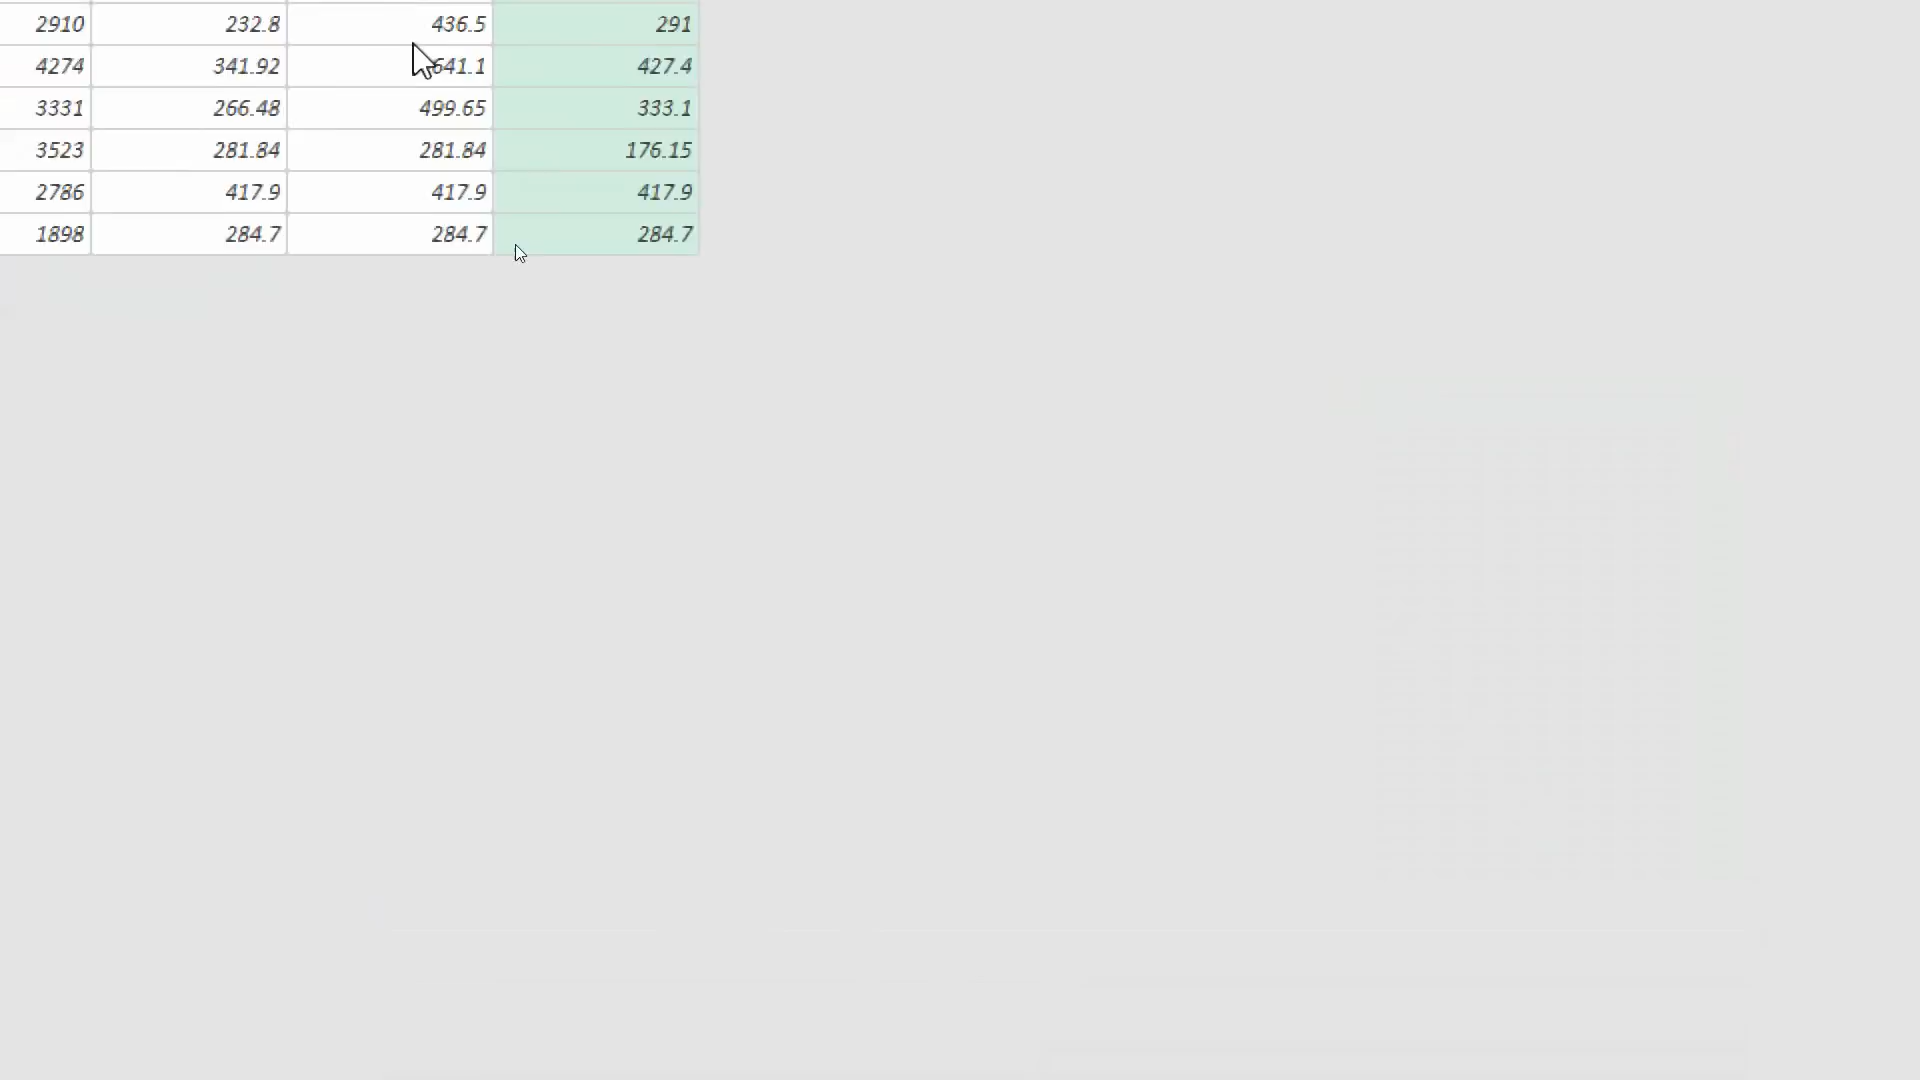 2910 232.8 436.5 291
4274 341.92 641.1 427.4
3331 266.48 499.65 333.1
3523 281.84 281.84 176.15
2786 417.9 417.9 417.9
1898 284.7 284.7 284.7